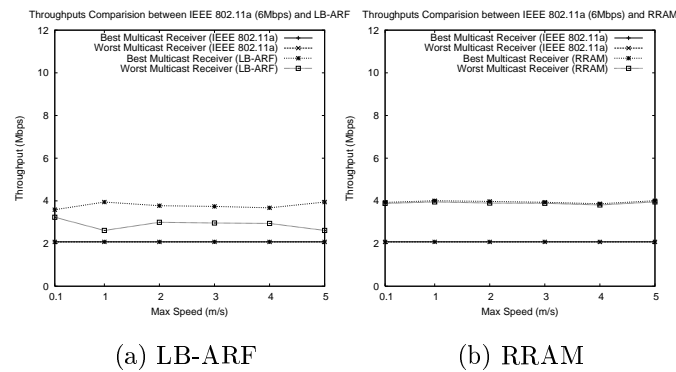 Throughputs Comparision between IEEE 802.11a (6Mbps) and LB-ARF
12
10
8
6
4
2
0
Throughput (Mbps)
Best Multicast Receiver (IEEE 802.11a)
Worst Multicast Receiver (IEEE 802.11a)
Best Multicast Receiver (LB-ARF)
Worst Multicast Receiver (LB-ARF)
0.1 1 2 3 4 5
Max Speed (m/s)
(a) LB-ARF
Throughputs Comparision between IEEE 802.11a (6Mbps) and RRAM
12
10
8
6
4
2
0
Throughput (Mbps)
Best Multicast Receiver (IEEE 802.11a)
Worst Multicast Receiver (IEEE 802.11a)
Best Multicast Receiver (RRAM)
Worst Multicast Receiver (RRAM)
0.1 1 2 3 4 5
Max Speed (m/s)
(b) RRAM